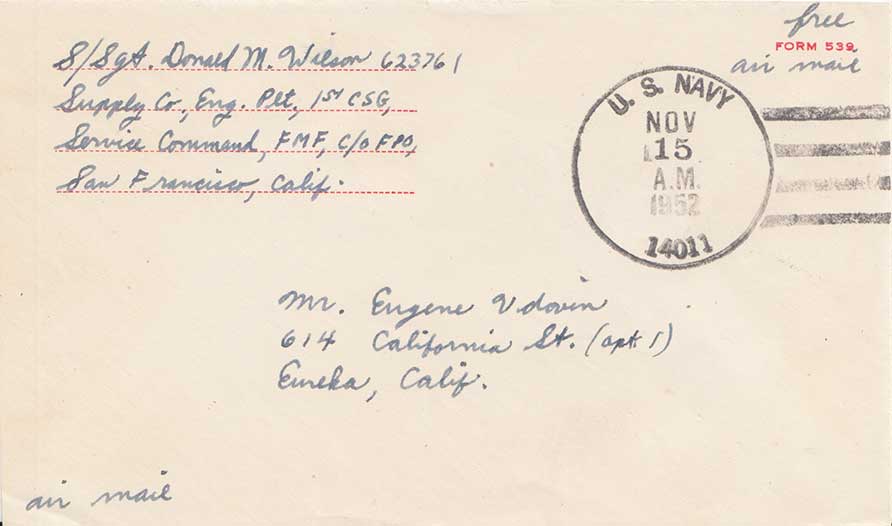 S/Sgt. Donald M. Wilson 623761
Supply Co., Eng. Plt., 1ST CSG,
Service Command, FMF, C/O FPO,
San Francisco, Calif.
free
FORM 539
air mail
U. S. NAVY
NOV
15
A.M.
1952
14011
Mr. Eugene Vdovin
614 California St. (apt. 1)
Eureka, Calif.
air mail